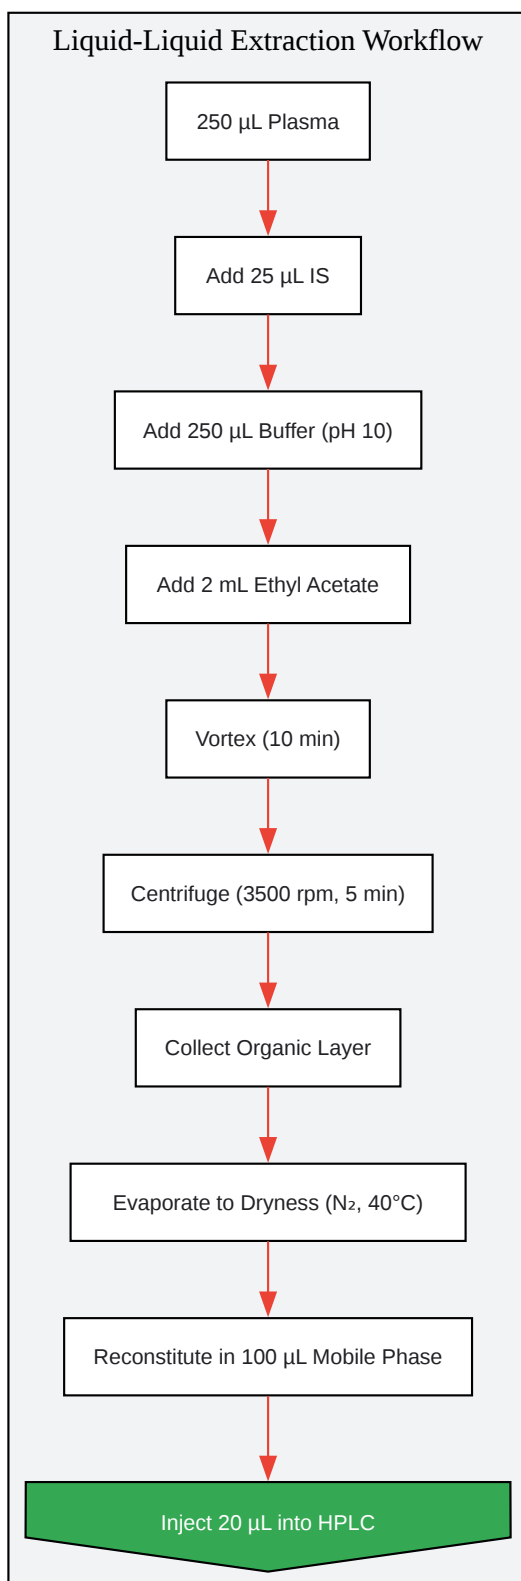 Liquid-Liquid Extraction Workflow
250 µL Plasma
Add 25 µL IS
Add 250 µL Buffer (pH 10)
Add 2 mL Ethyl Acetate
Vortex (10 min)
Centrifuge (3500 rpm, 5 min)
Collect Organic Layer
Evaporate to Dryness (N₂, 40°C)
Reconstitute in 100 µL Mobile Phase
Inject 20 µL into HPLC